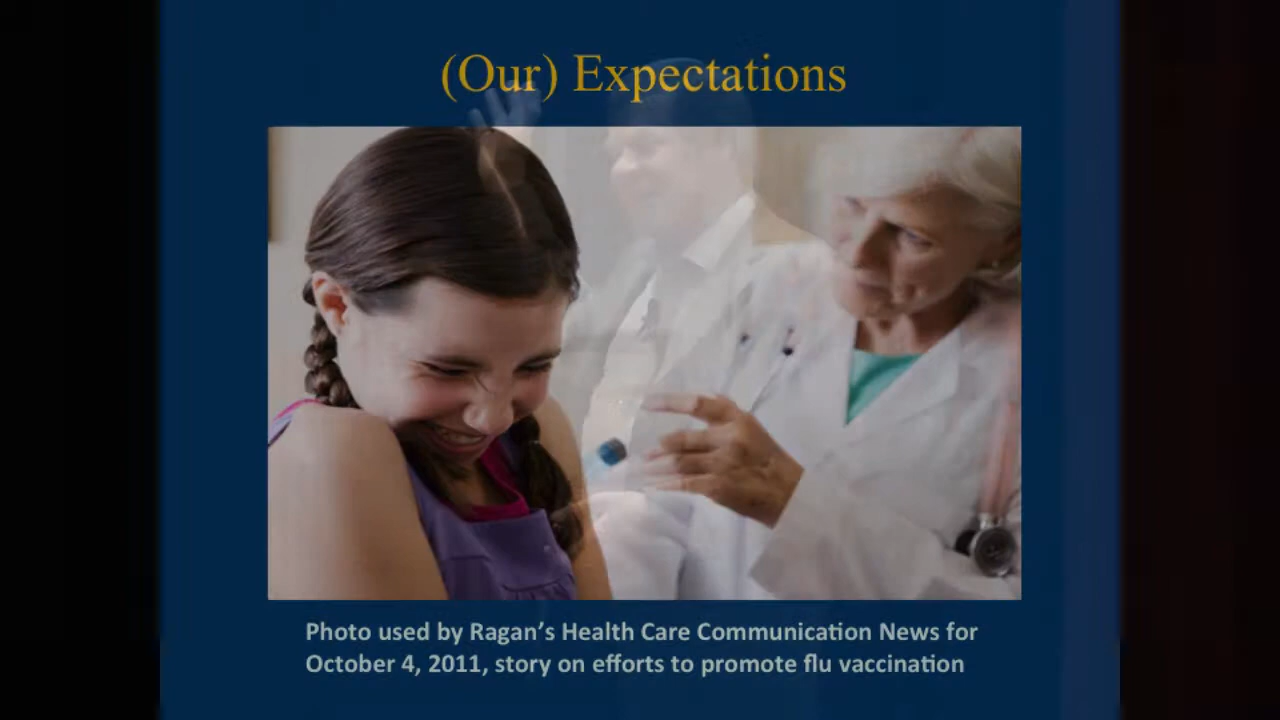 (Our) Expectations
Photo used by Ragan's Health Care Communication News for
October 4, 2011, story on efforts to promote flu vaccination